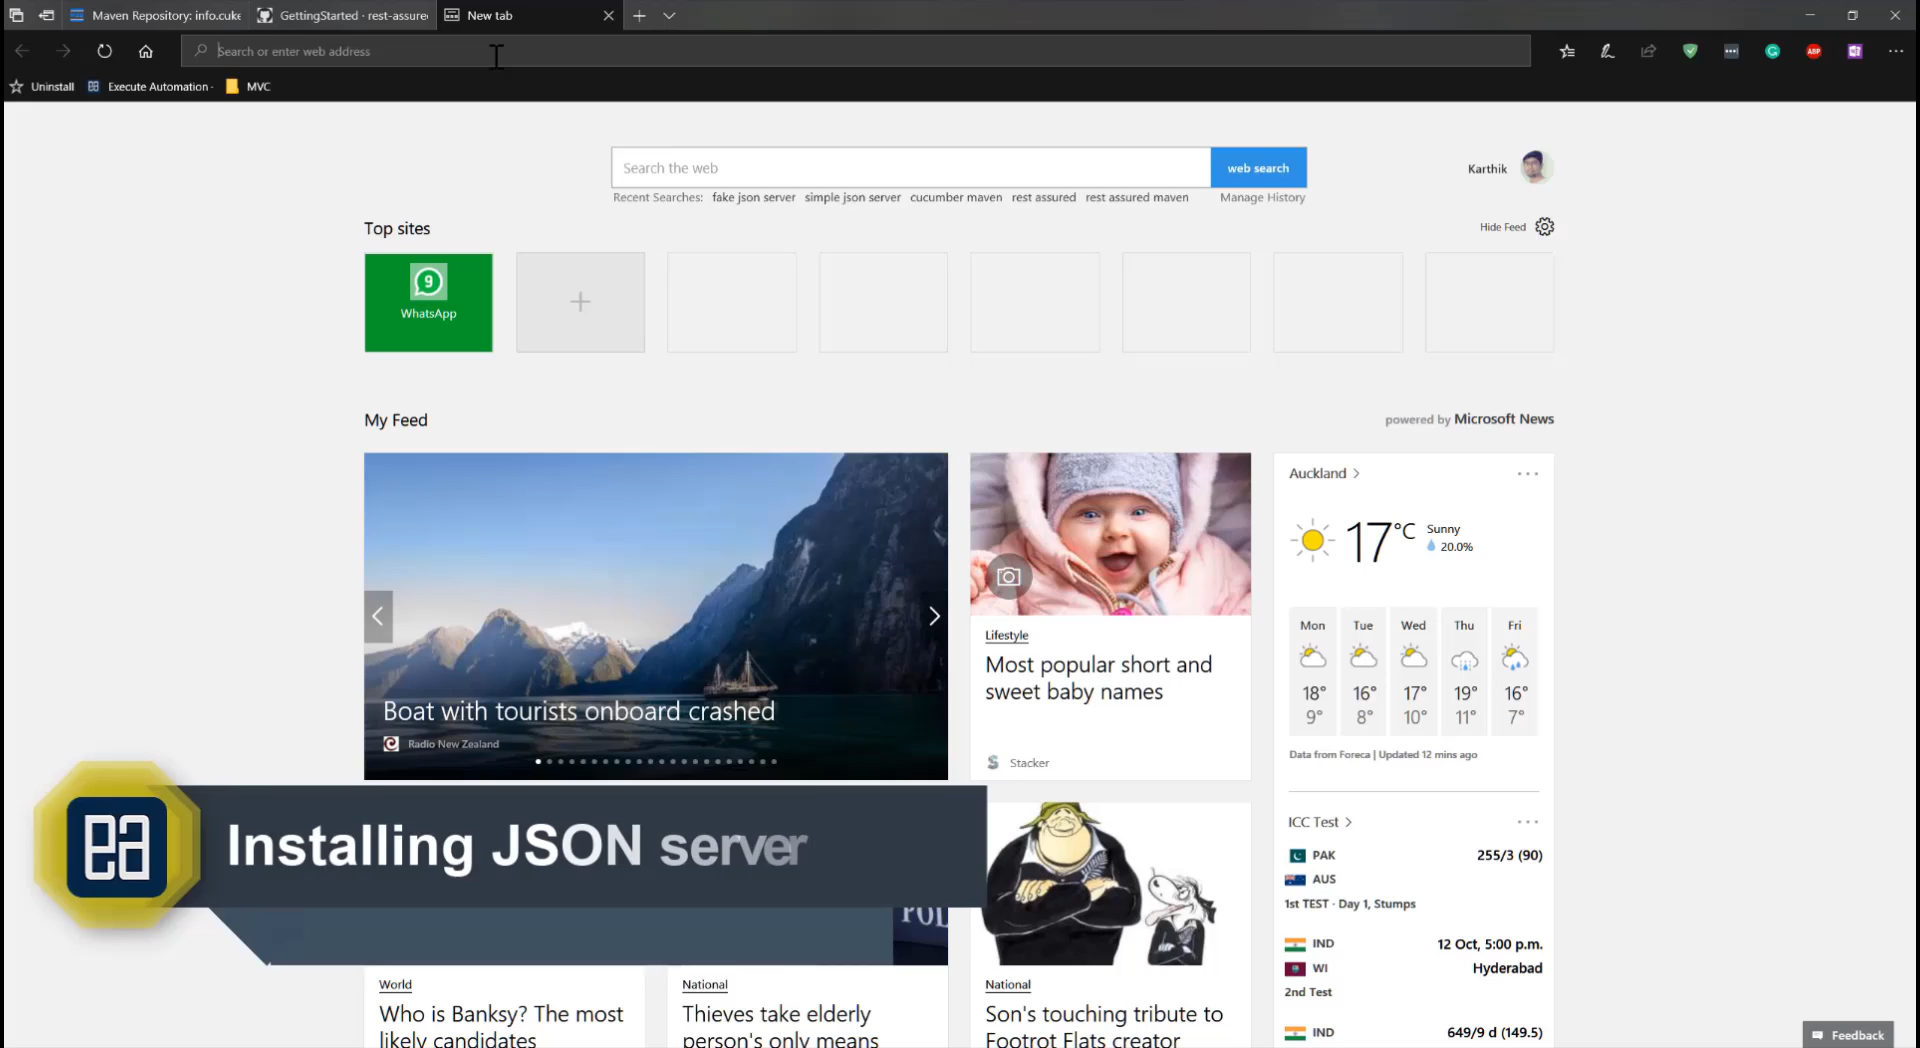 Maven Repository: info.cuke
GettingStarted · rest-assured
New tab
Search or enter web address
ABP
Uninstall
Execute Automation ·
MVC
Search the web
web search
Karthik
Recent Searches: fake json server simple json server cucumber maven rest assured rest assured maven Manage History
Top sites
Hide Feed
9
WhatsApp
My Feed
powered by Microsoft News
Boat with tourists onboard crashed
Radio New Zealand
Lifestyle
Most popular short and
sweet baby names
Stacker
Auckland
17°C
Sunny
20.0%
Mon Tue Wed Thu Fri
18° 16° 17° 19° 16°
9° 8° 10° 11° 7°
Data from Foreca | Updated 12 mins ago
ICC Test
PAK 255/3 (90)
AUS
1st TEST · Day 1, Stumps
IND 12 Oct, 5:00 p.m.
WI Hyderabad
2nd Test
IND 649/9 d (149.5)
ea
Installing JSON server
POL
World
Who is Banksy? The most
likely candidates
National
Thieves take elderly
person's only means
National
Son's touching tribute to
Footrot Flats creator
Feedback